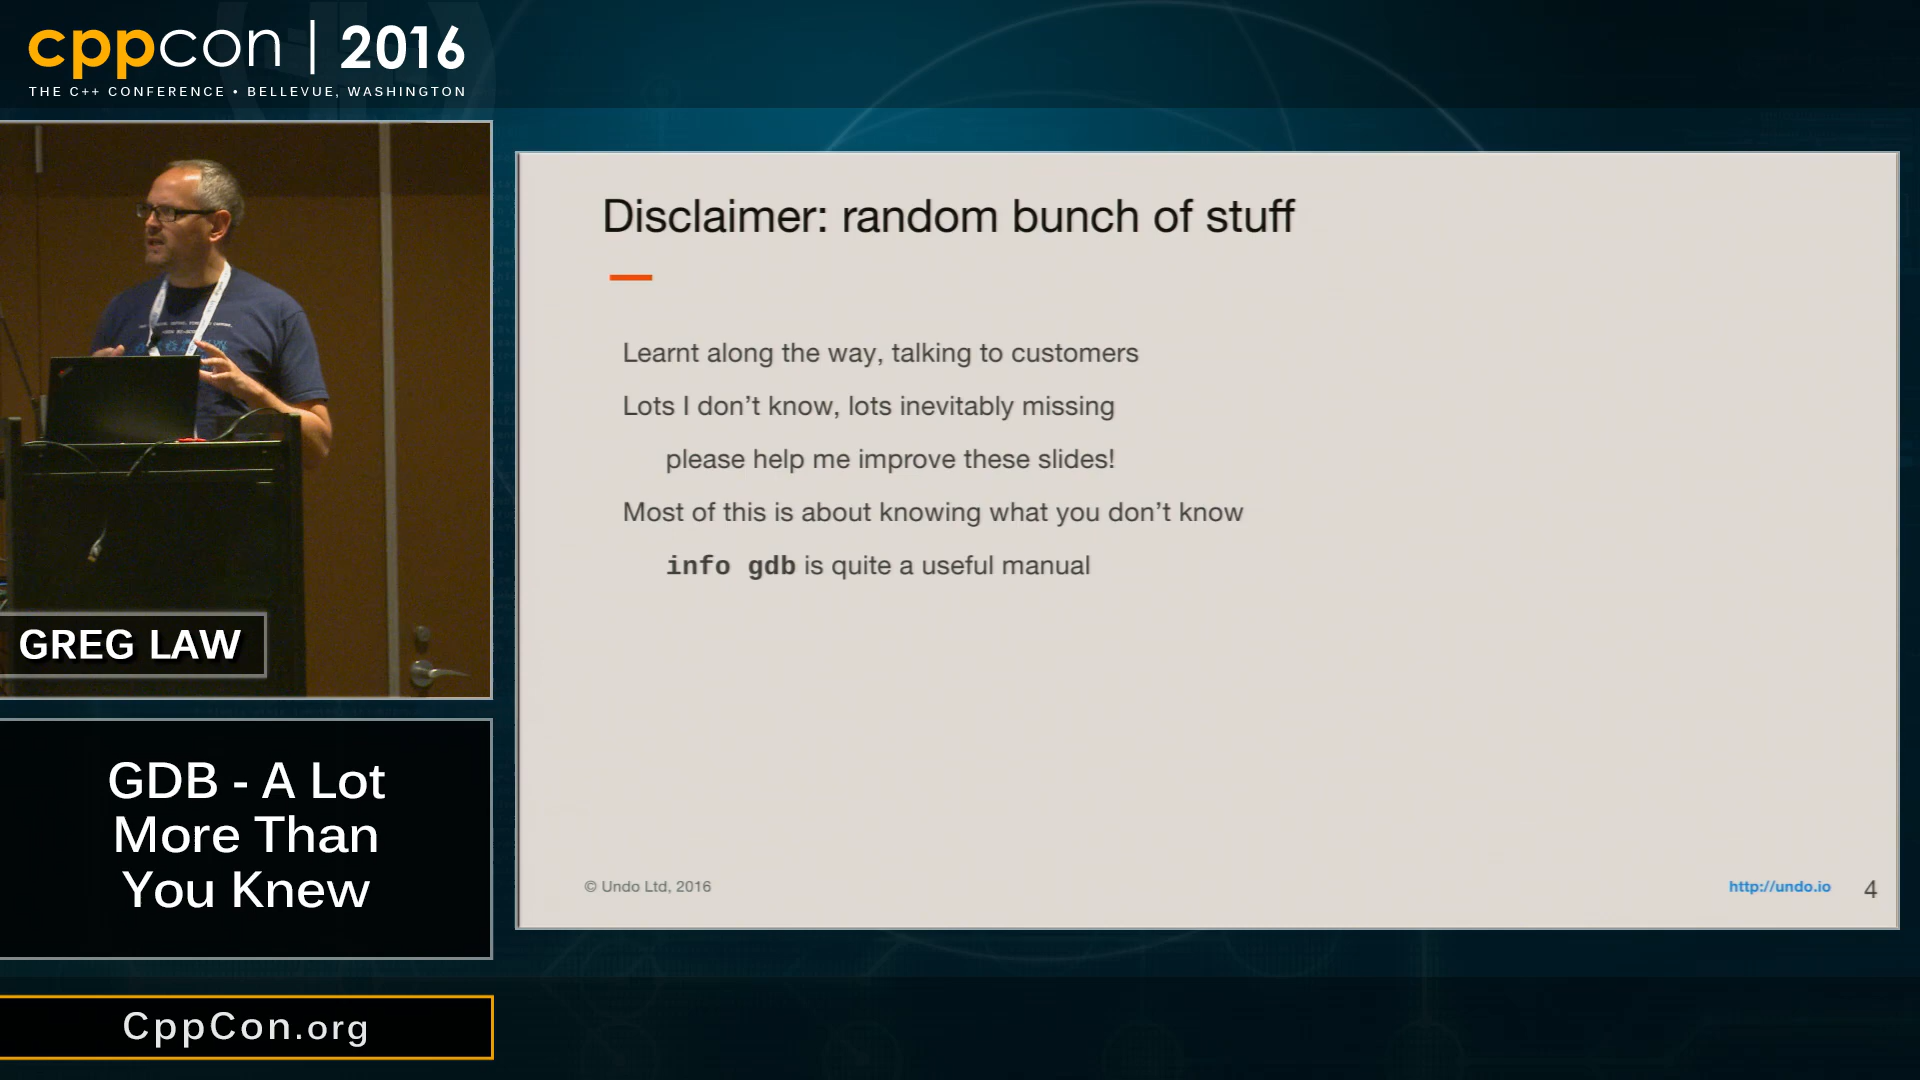 cppcon | 2016
THE C++ CONFERENCE • BELLEVUE, WASHINGTON
GREG LAW
GDB - A Lot
More Than
You Knew
CppCon.org
Disclaimer: random bunch of stuff
Learnt along the way, talking to customers
Lots I don’t know, lots inevitably missing
please help me improve these slides!
Most of this is about knowing what you don’t know
info gdb is quite a useful manual
© Undo Ltd, 2016
http://undo.io
4